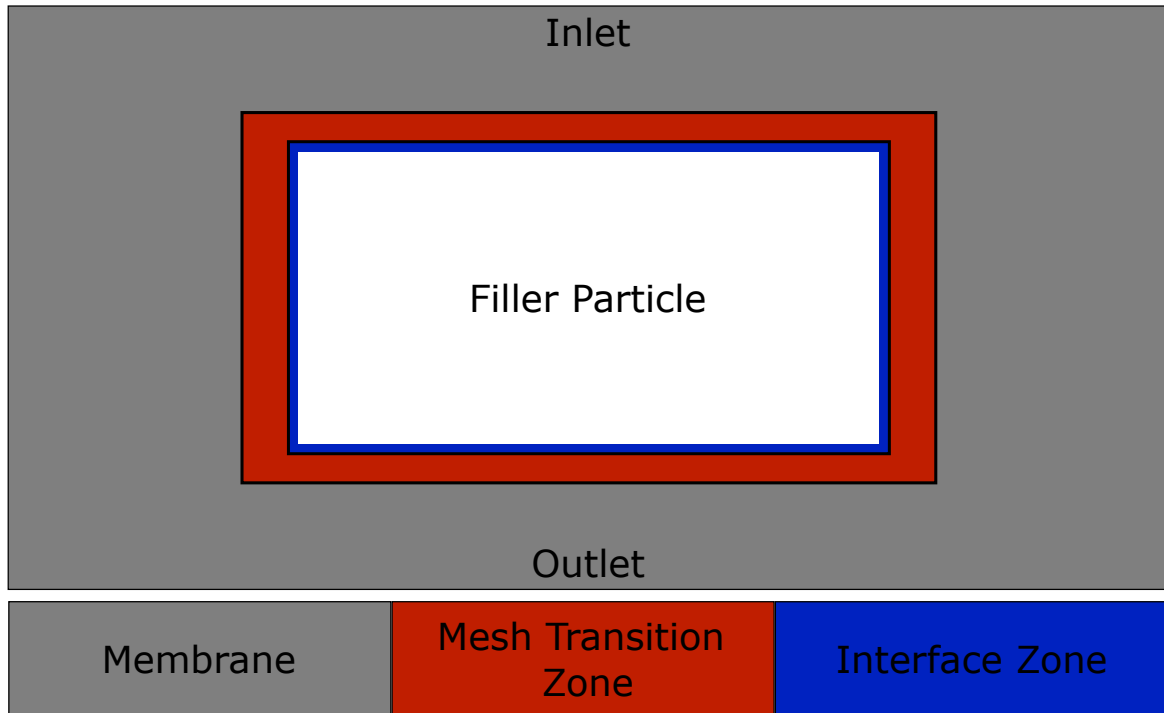 Inlet
Filler Particle
Outlet
Membrane
Mesh Transition
Zone
Interface Zone